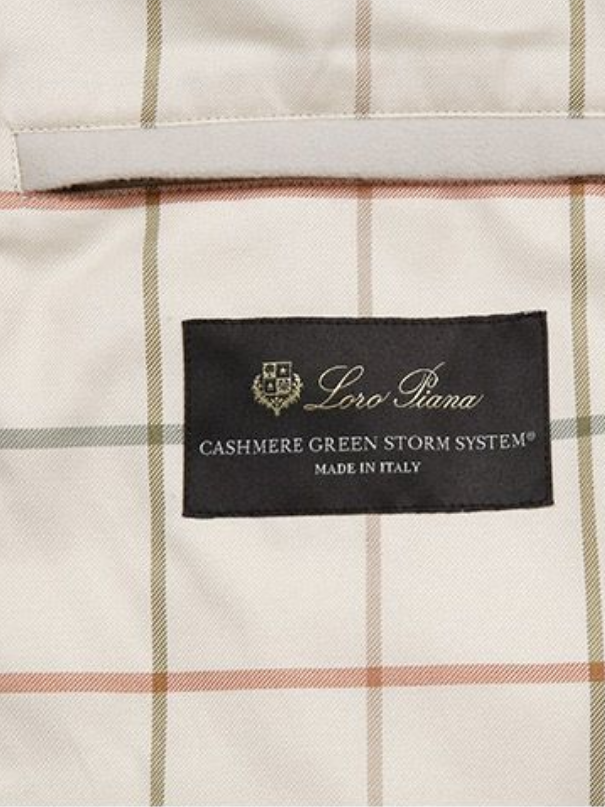 Loro Piana
CASHMERE GREEN STORM SYSTEM®
MADE IN ITALY